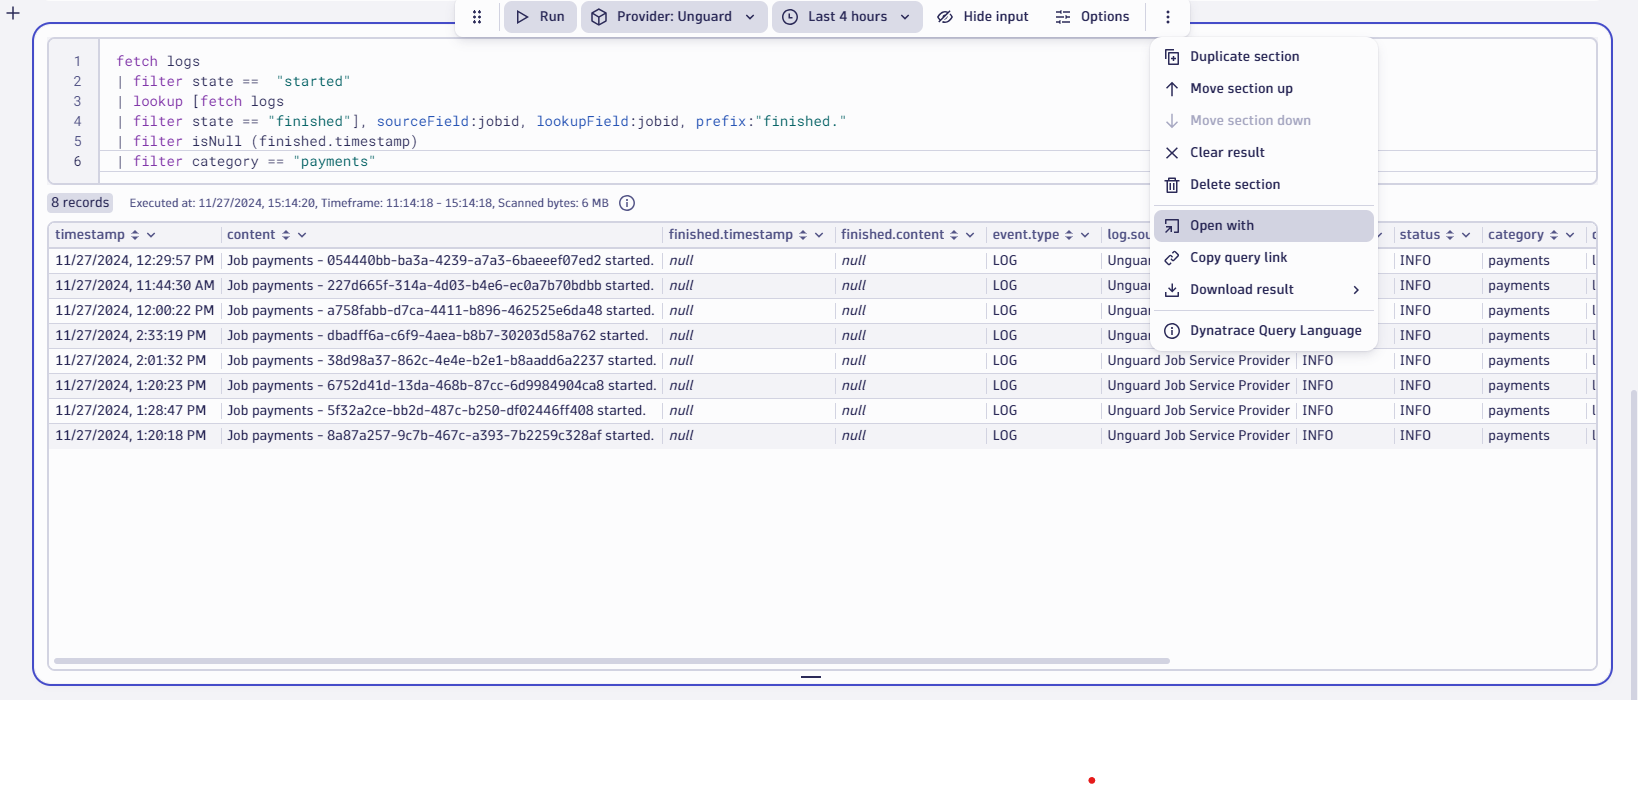 Run Provider: Unguard Last 4 hours Hide input Options
1 fetch logs
2 | filter state ==  "started"
3 | lookup [fetch logs
4 | filter state == "finished"], sourceField:jobid, lookupField:jobid, prefix:"finished."
5 | filter isNull (finished.timestamp)
6 | filter category == "payments"
Duplicate section
Move section up
Move section down
Clear result
Delete section
Open with
Copy query link
Download result
Dynatrace Query Language
8 records Executed at: 11/27/2024, 15:14:20, Timeframe: 11:14:18 - 15:14:18, Scanned bytes: 6 MB
timestamp content finished.timestamp finished.content event.type log.sou status category
11/27/2024, 12:29:57 PM Job payments - 054440bb-ba3a-4239-a7a3-6baeeef07ed2 started. null null LOG Ungua INFO payments
11/27/2024, 11:44:30 AM Job payments - 227d665f-314a-4d03-b4e6-ec0a7b70bdbb started. null null LOG Ungua INFO payments
11/27/2024, 12:00:22 PM Job payments - a758fabb-d7ca-4411-b896-462525e6da48 started. null null LOG Ungua INFO payments
11/27/2024, 2:33:19 PM Job payments - dbadff6a-c6f9-4aea-b8b7-30203d58a762 started. null null LOG Ungua INFO payments
11/27/2024, 2:01:32 PM Job payments - 38d98a37-862c-4e4e-b2e1-b8aadd6a2237 started. null null LOG Unguard Job Service Provider INFO INFO payments
11/27/2024, 1:20:23 PM Job payments - 6752d41d-13da-468b-87cc-6d9984904ca8 started. null null LOG Unguard Job Service Provider INFO INFO payments
11/27/2024, 1:28:47 PM Job payments - 5f32a2ce-bb2d-487c-b250-df02446ff408 started. null null LOG Unguard Job Service Provider INFO INFO payments
11/27/2024, 1:20:18 PM Job payments - 8a87a257-9c7b-467c-a393-7b2259c328af started. null null LOG Unguard Job Service Provider INFO INFO payments